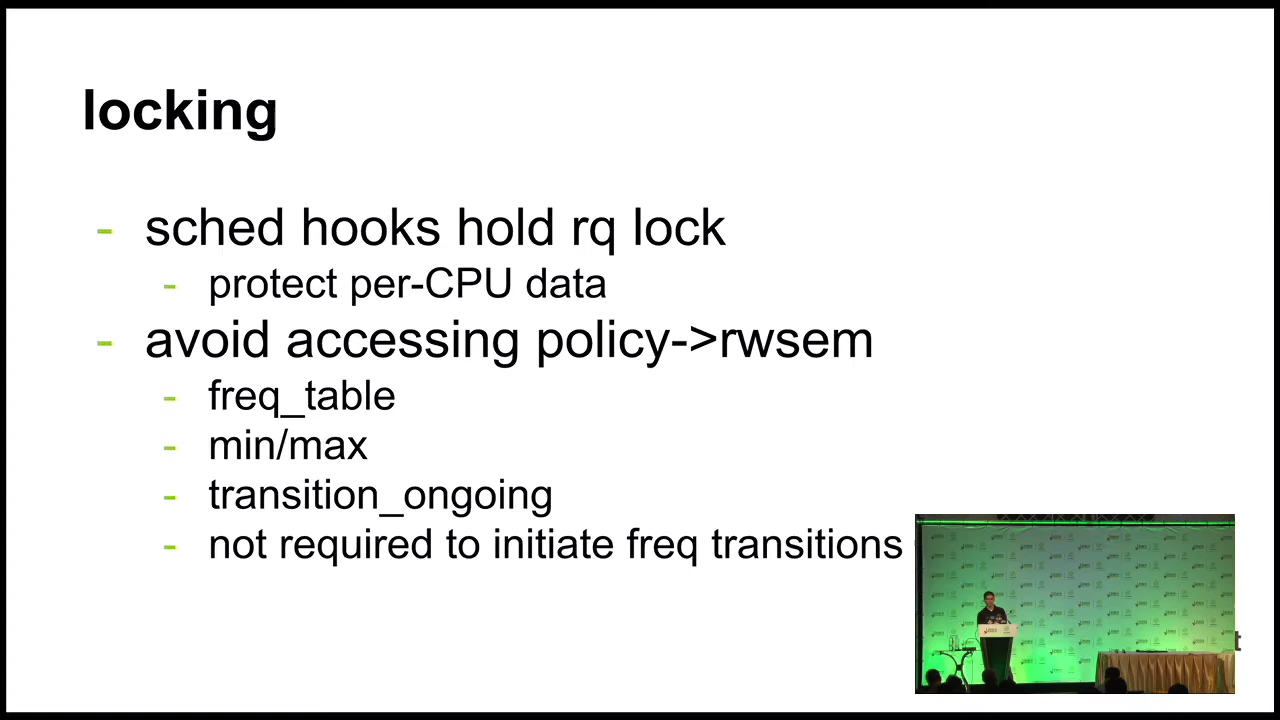 locking
- sched hooks hold rq lock
- protect per-CPU data
- avoid accessing policy->rwsem
- freq_table
- min/max
- transition_ongoing
- not required to initiate freq transitions